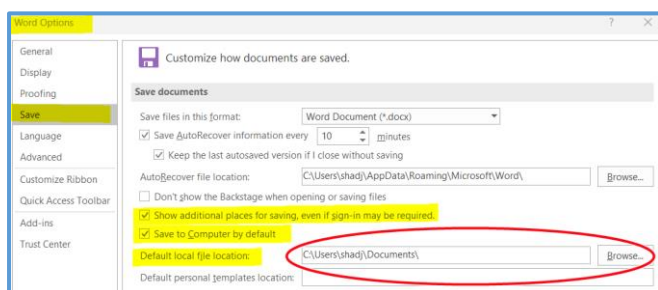 Word Options
?
General
Display
Proofing
Save
Language
Advanced
Customize Ribbon
Quick Access Toolbar
Add-ins
Trust Center
Customize how documents are saved.
Save documents
Save files in this format: Word Document (*.docx)
Save AutoRecover information every 10 minutes
Keep the last autosaved version if I close without saving
AutoRecover file location: C:\Users\shadj\AppData\Roaming\Microsoft\Word\ Browse...
Don't show the Backstage when opening or saving files
Show additional places for saving, even if sign-in may be required.
Save to Computer by default
Default local file location: C:\Users\shadj\Documents\ Browse...
Default personal templates location: